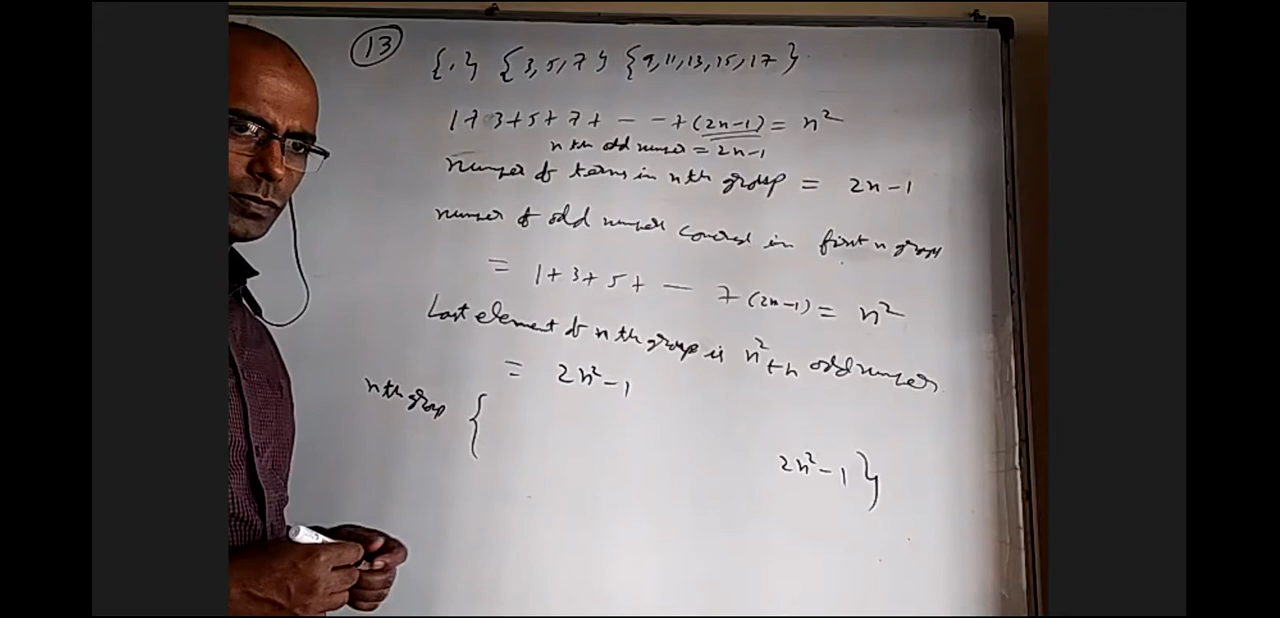 13
{1} {3,5,7} {9,11,13,15,17}
1+3+5+7+ - - + (2n-1) = n²
nth odd number = 2n-1
Number of terms in nth group = 2n-1
number of odd number covered in first n groups
= 1+3+5+ — + (2n-1) = n²
Last element of nth group is n²th odd number
= 2n²-1
nth group {
2n²-1}